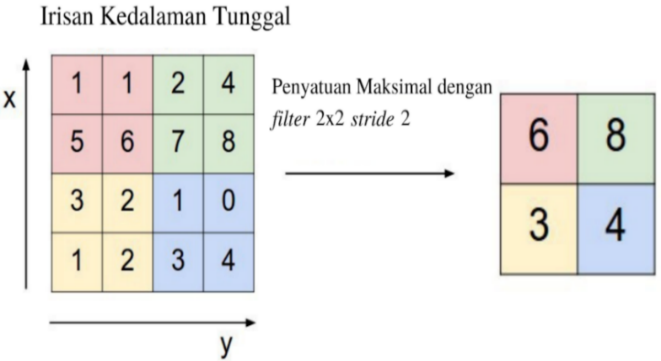 Irisan Kedalaman Tunggal
x
1 1 2 4
5 6 7 8
3 2 1 0
1 2 3 4
y
Penyatuan Maksimal dengan
filter 2x2 stride 2
6 8
3 4